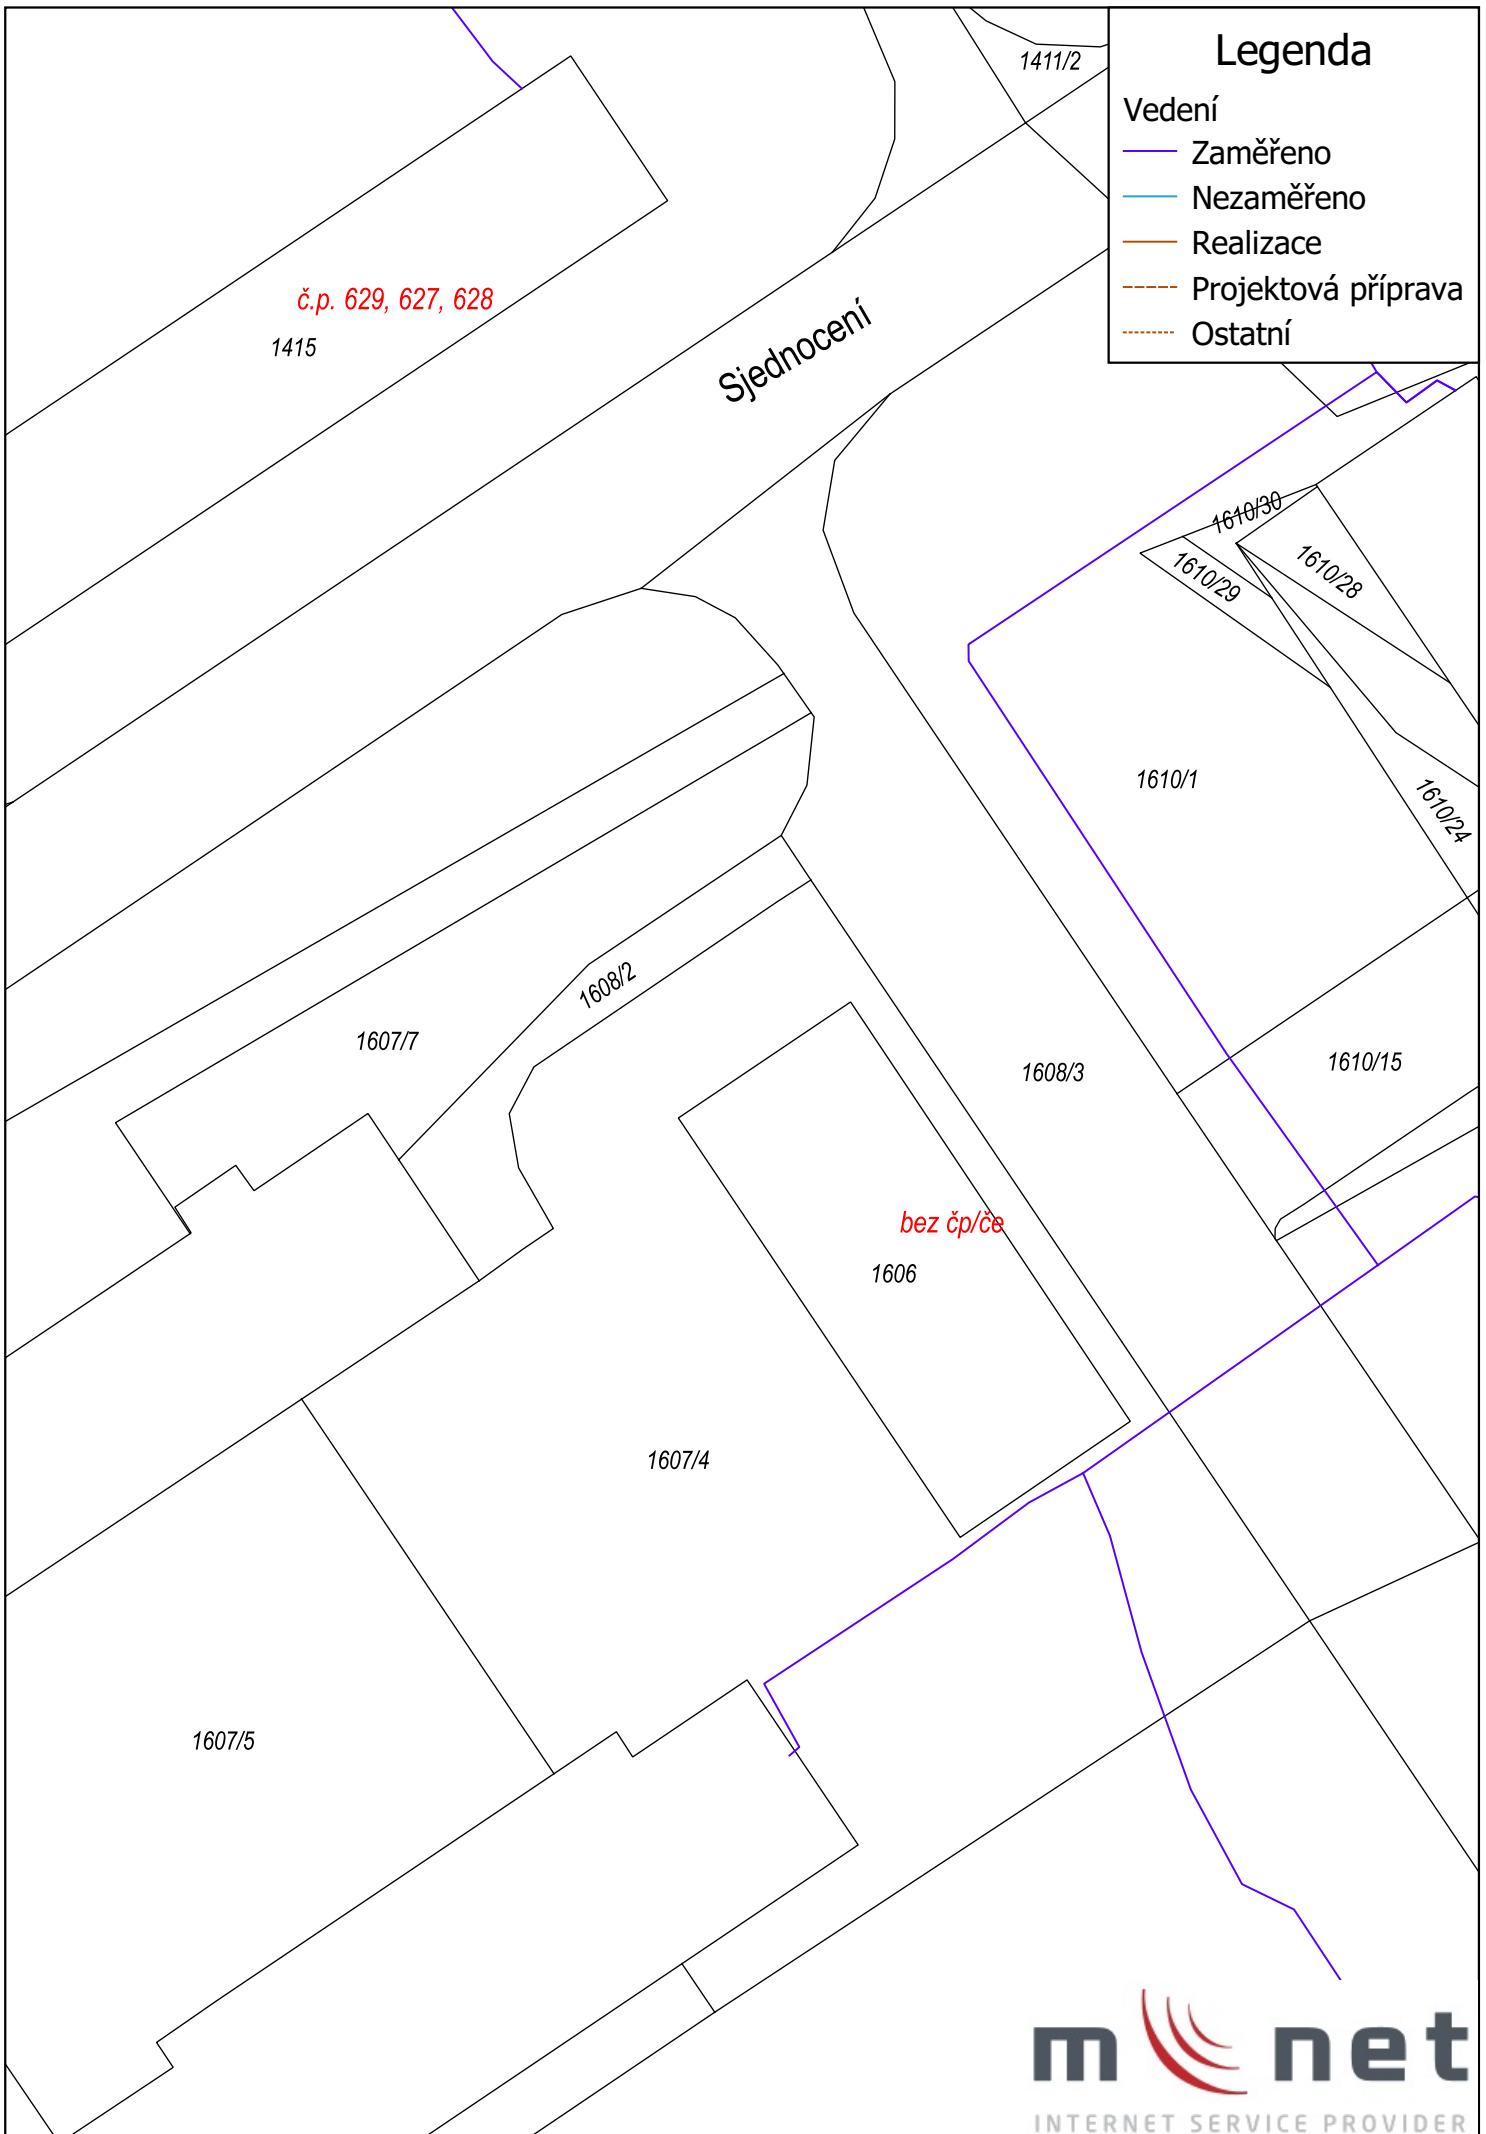 Legenda
Vedení
Zaměřeno
Nezaměřeno
Realizace
Projektová příprava
Ostatní
1411/2
č.p. 629, 627, 628
1415
Sjednocení
1610/30
1610/29
1610/28
1610/1
1610/24
1608/2
1607/7
1608/3
1610/15
bez čp/če
1606
1607/4
1607/5
m net
INTERNET SERVICE PROVIDER